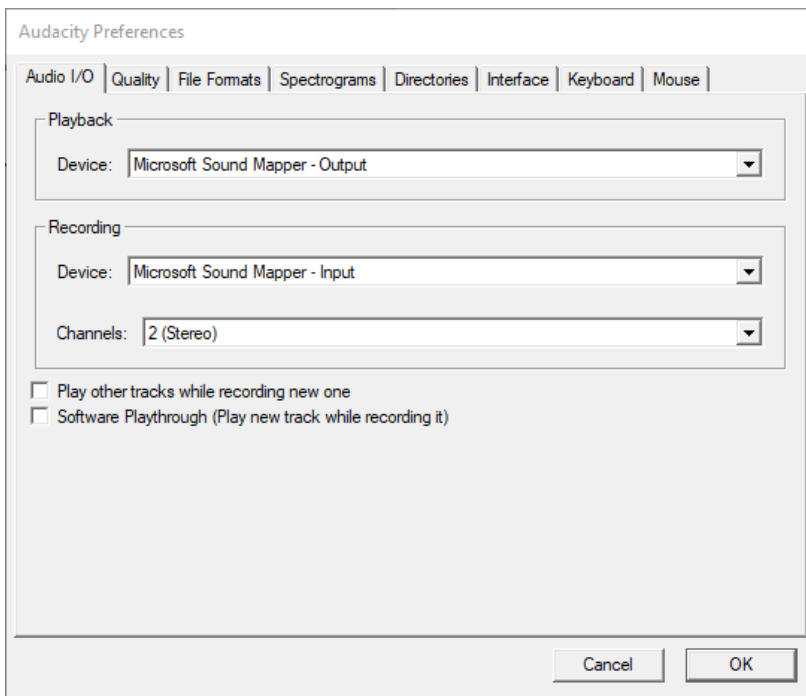 Audacity Preferences
Audio I/O Quality File Formats Spectrograms Directories Interface Keyboard Mouse
Playback
Device: Microsoft Sound Mapper - Output
Recording
Device: Microsoft Sound Mapper - Input
Channels: 2 (Stereo)
Play other tracks while recording new one
Software Playthrough (Play new track while recording it)
Cancel OK